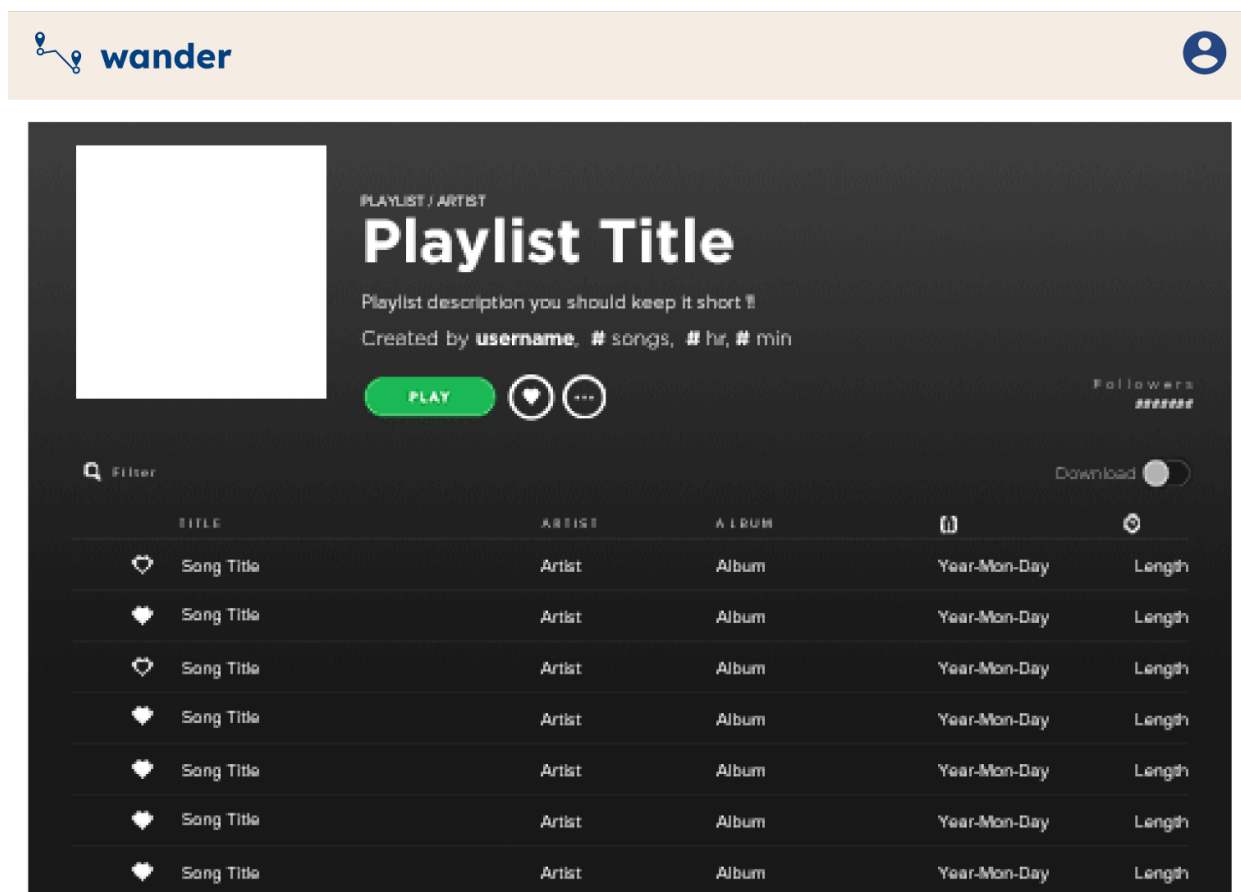 wander
PLAYLIST / ARTIST
Playlist Title
Playlist description you should keep it short !!
Created by username, # songs, # hr, # min
PLAY
Followers
#######
Filter
Download
TITLE ARTIST ALBUM
Song Title Artist Album Year-Mon-Day Length
Song Title Artist Album Year-Mon-Day Length
Song Title Artist Album Year-Mon-Day Length
Song Title Artist Album Year-Mon-Day Length
Song Title Artist Album Year-Mon-Day Length
Song Title Artist Album Year-Mon-Day Length
Song Title Artist Album Year-Mon-Day Length